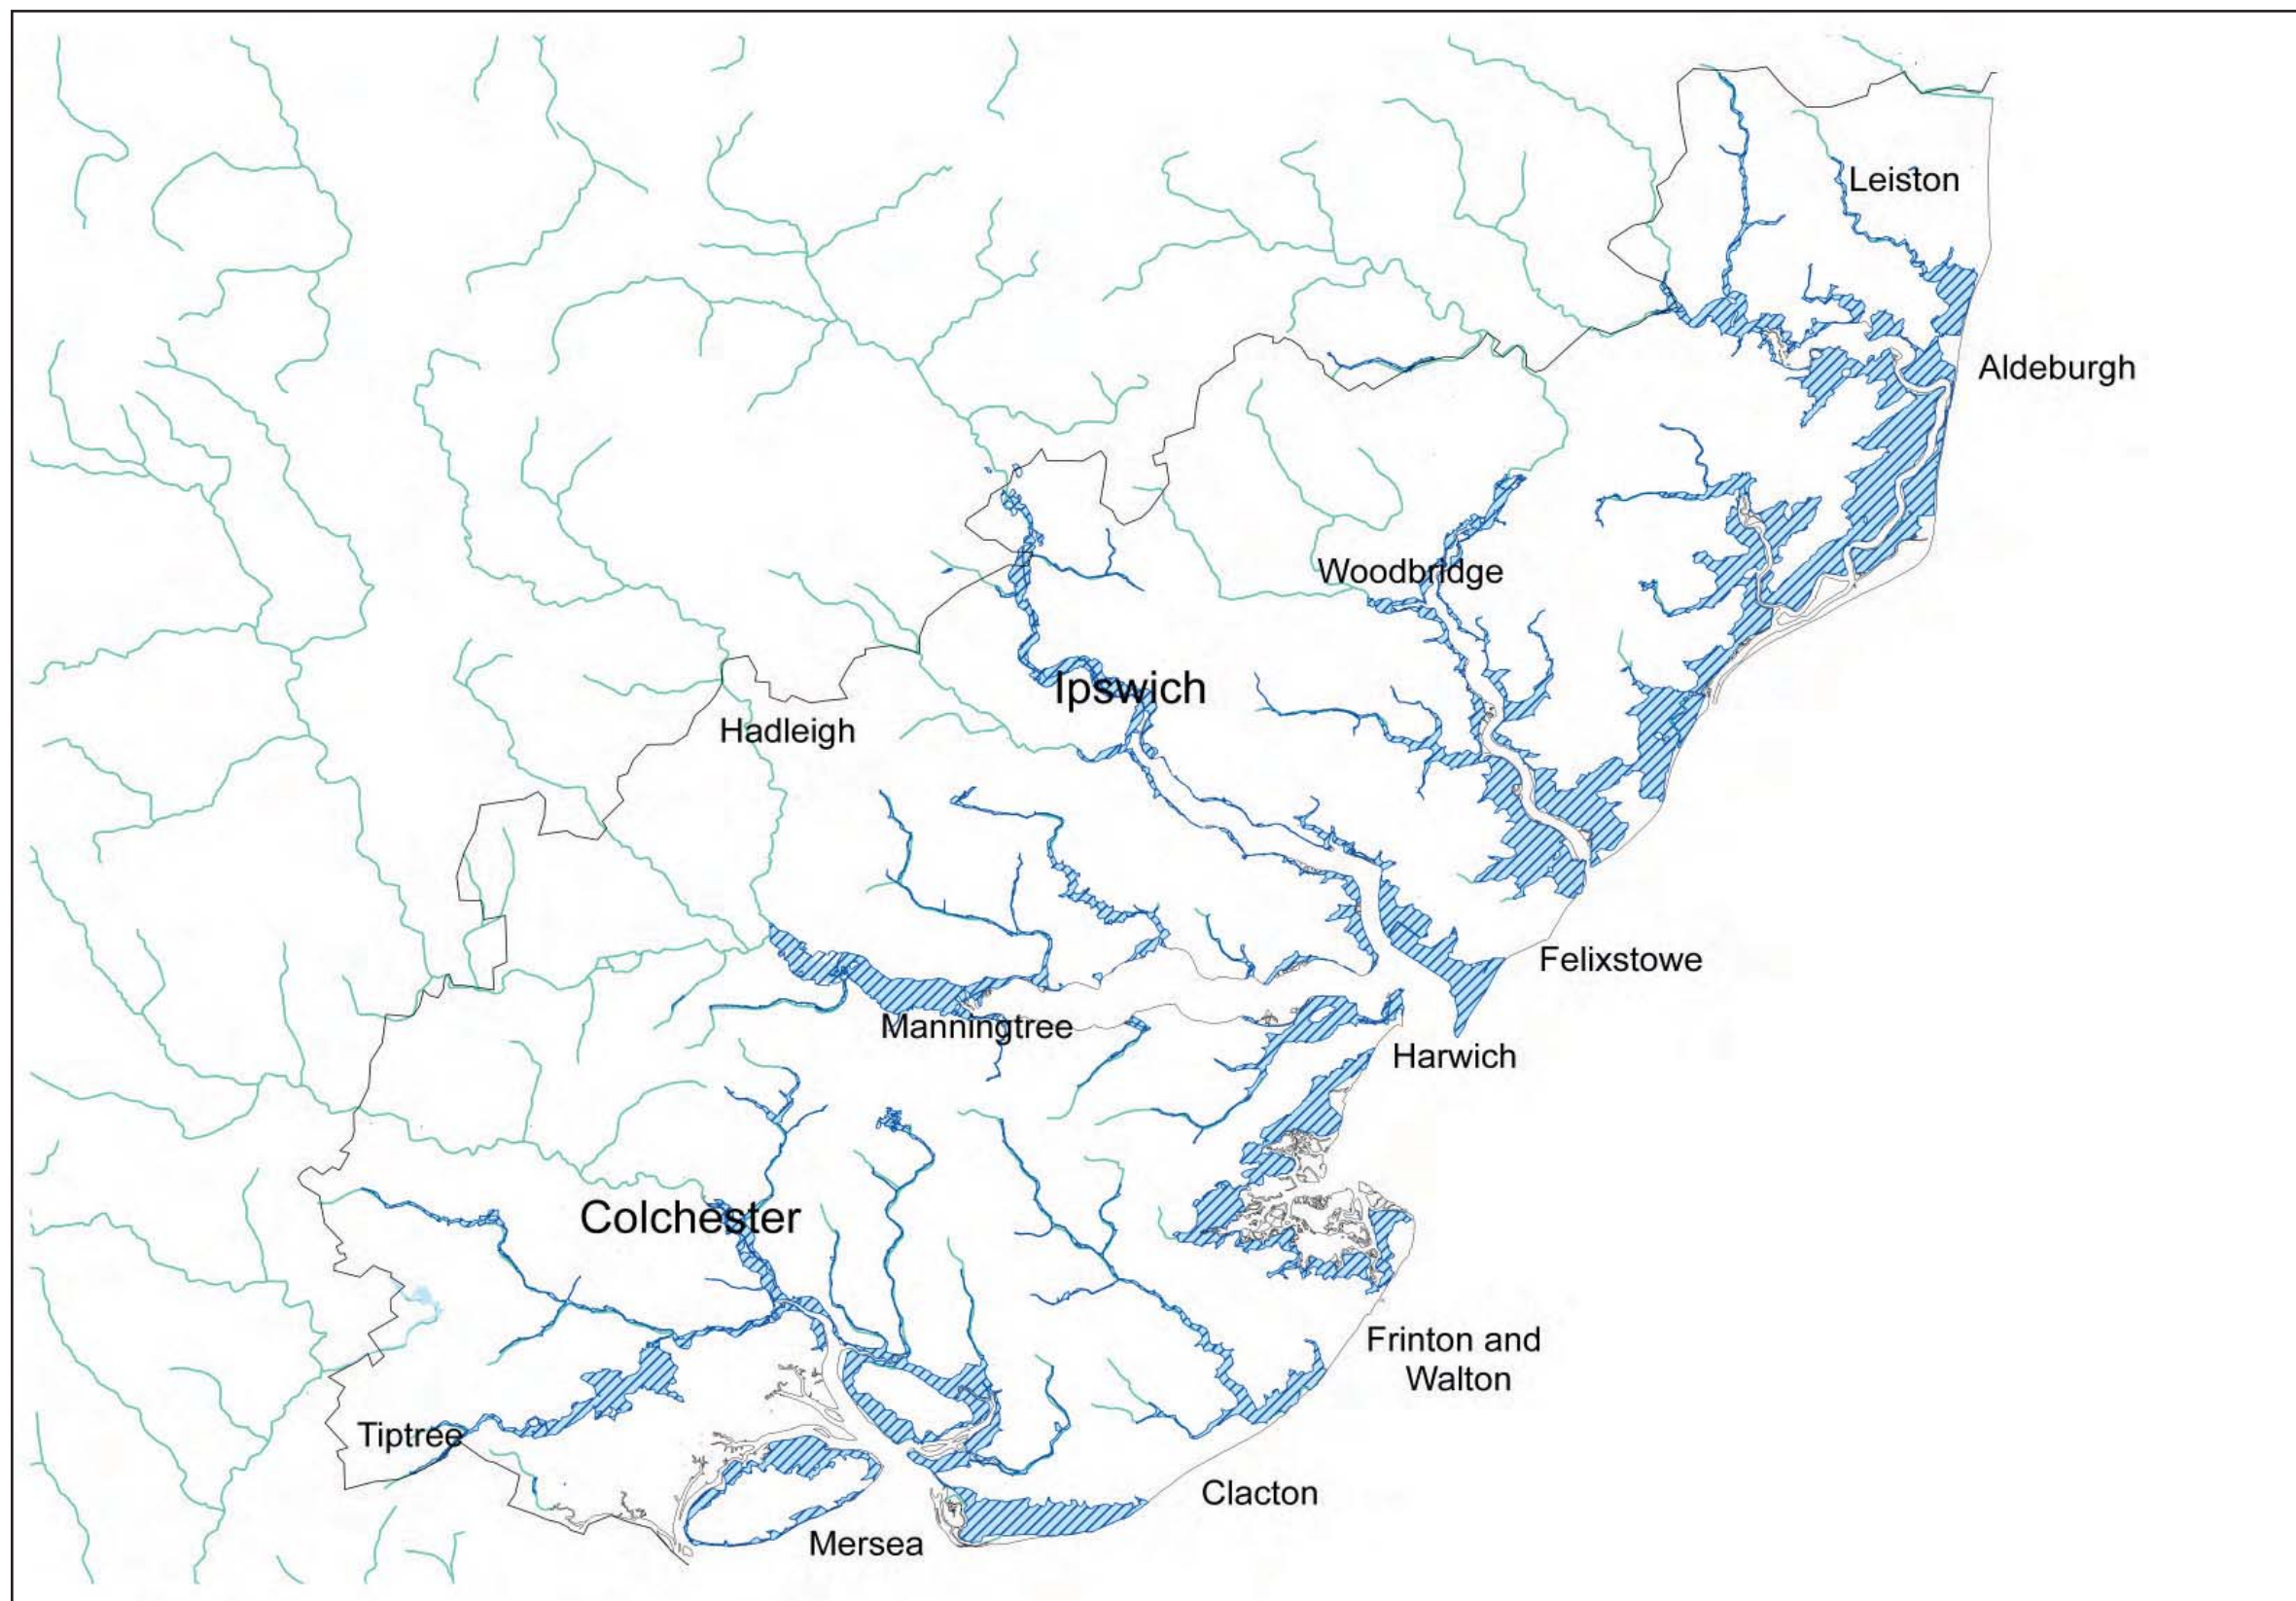 Leiston
Aldeburgh
Woodbridge
Ipswich
Hadleigh
Felixstowe
Manningtree
Harwich
Colchester
Frinton and
Walton
Tiptree
Clacton
Mersea